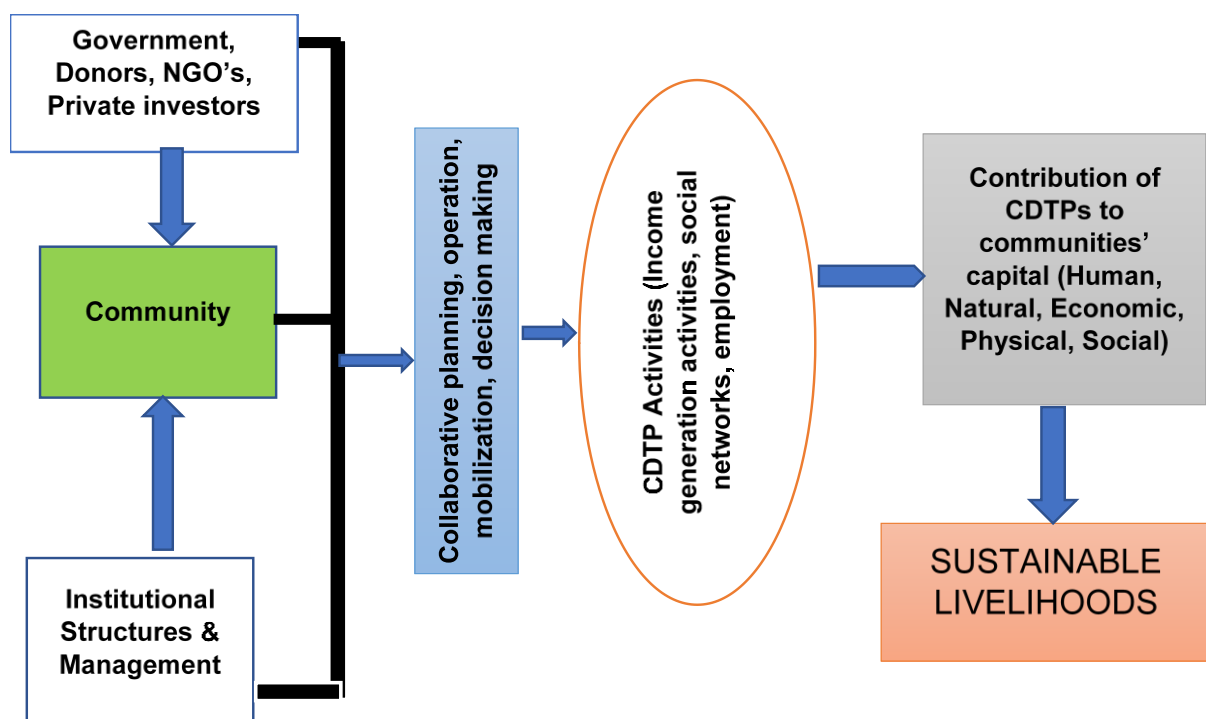 Government,
Donors, NGO’s,
Private investors
Community
Institutional
Structures &
Management
Collaborative planning, operation,
mobilization, decision making
CDTP Activities (Income
generation activities, social
networks, employment)
Contribution of
CDTPs to
communities’
capital (Human,
Natural, Economic,
Physical, Social)
SUSTAINABLE
LIVELIHOODS